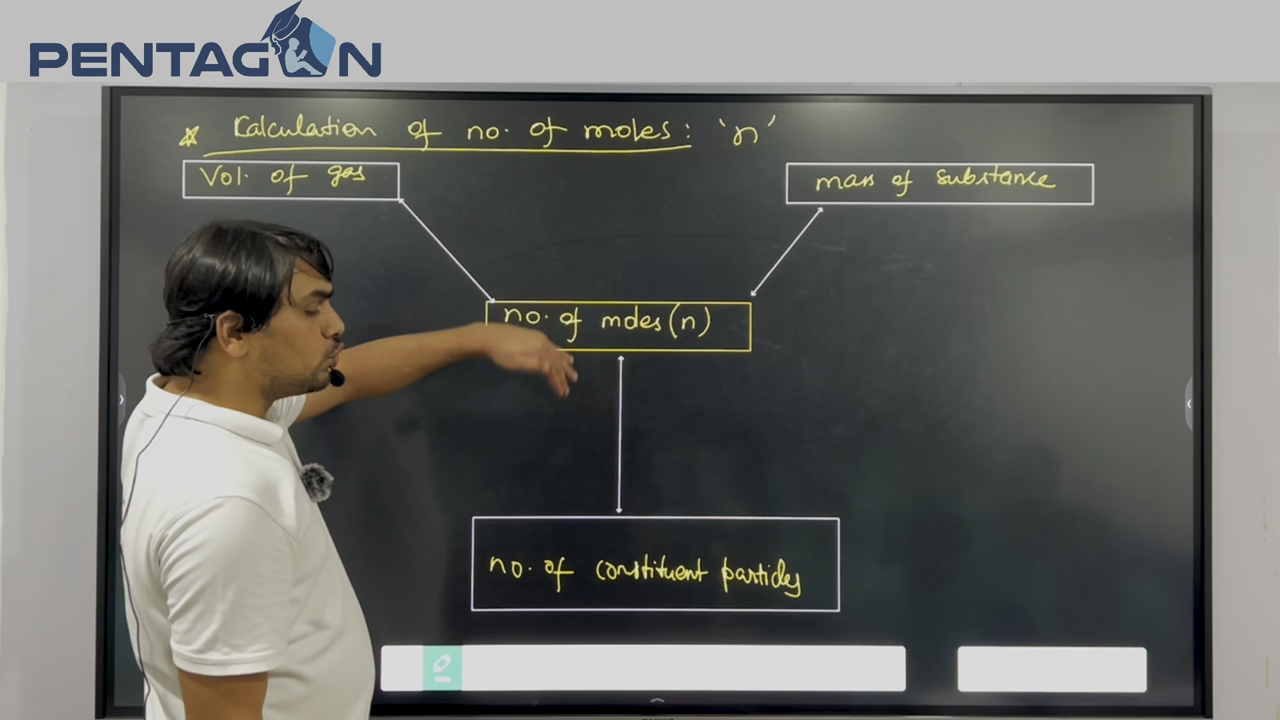 PENTAGON
Calculation of no. of moles: 'n'
Vol. of gas
mass of substance
no. of moles (n)
no. of constituent particles